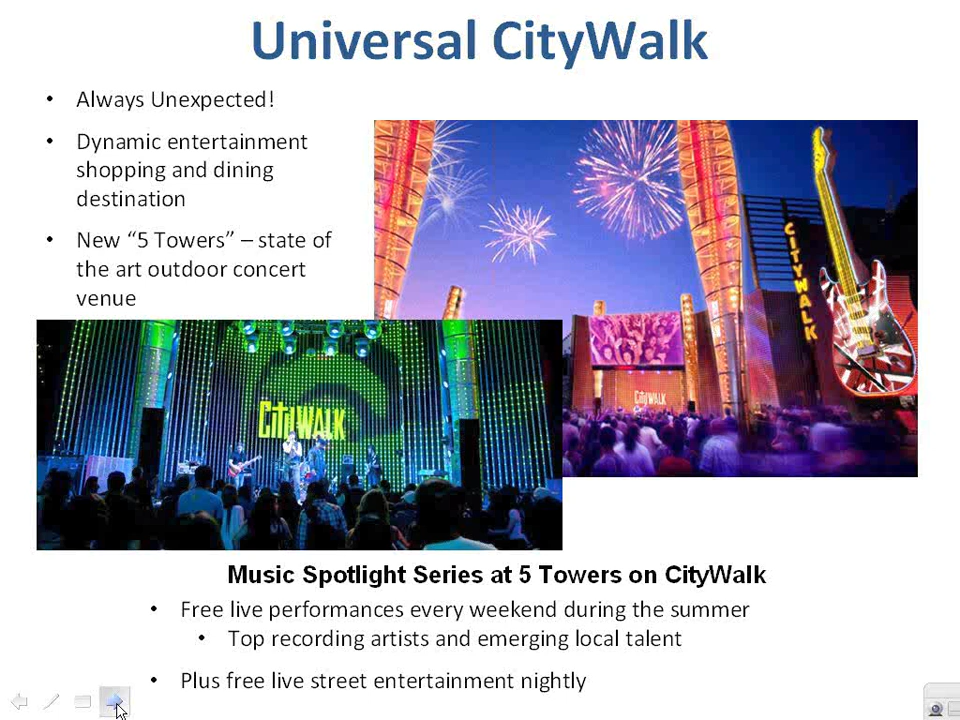 Universal CityWalk
• Always Unexpected!
• Dynamic entertainment
shopping and dining
destination
• New “5 Towers” – state of
the art outdoor concert
venue
CITYWALK
CityWALK
CityWALK
Music Spotlight Series at 5 Towers on CityWalk
• Free live performances every weekend during the summer
• Top recording artists and emerging local talent
• Plus free live street entertainment nightly